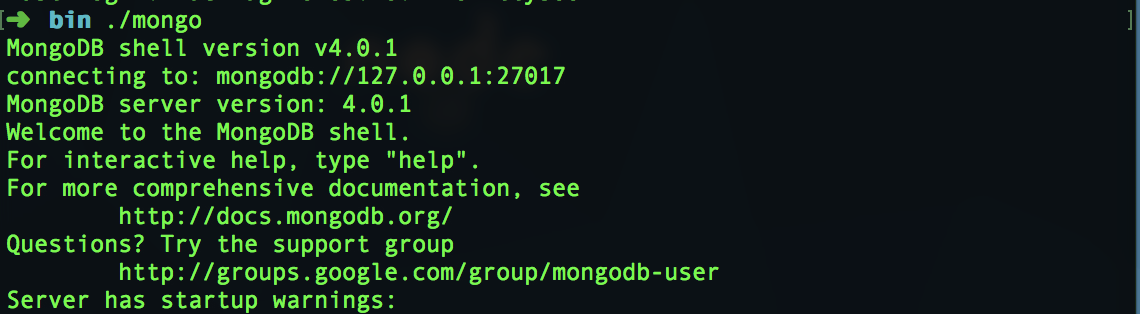 [➜ bin ./mongo ]
MongoDB shell version v4.0.1
connecting to: mongodb://127.0.0.1:27017
MongoDB server version: 4.0.1
Welcome to the MongoDB shell.
For interactive help, type "help".
For more comprehensive documentation, see
http://docs.mongodb.org/
Questions? Try the support group
http://groups.google.com/group/mongodb-user
Server has startup warnings: